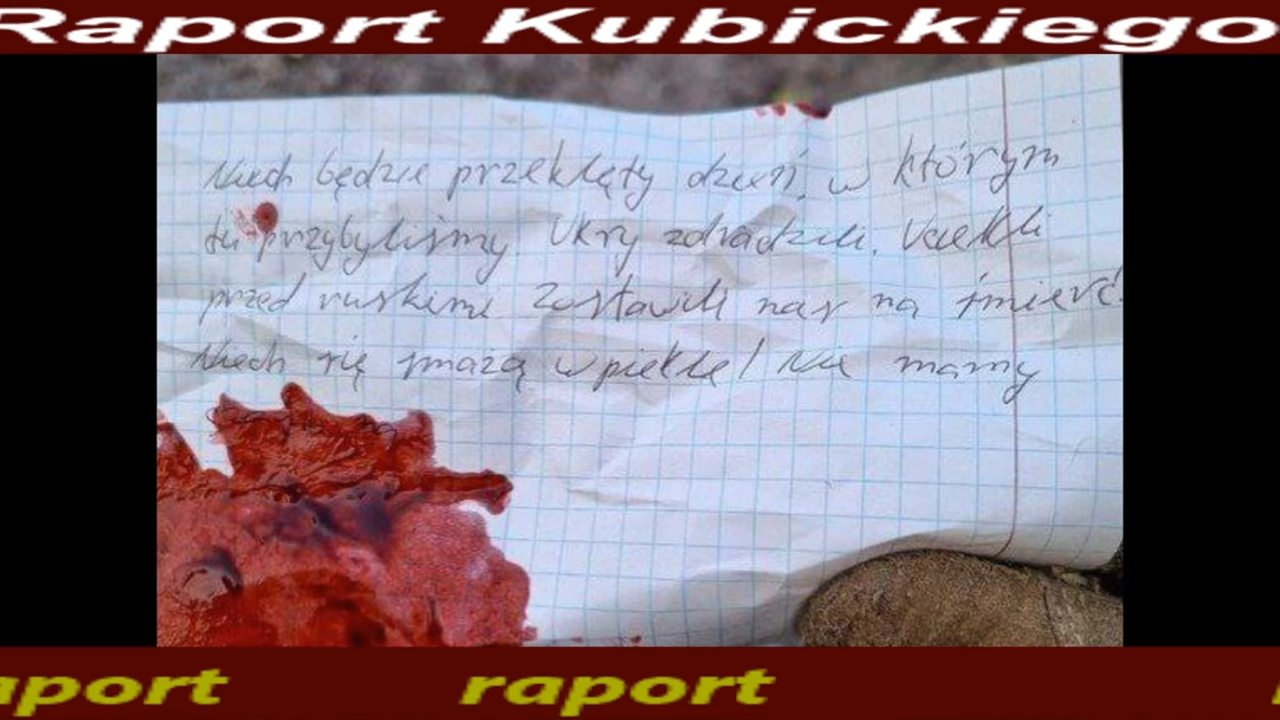 Raport Kubickiego
Niech będzie przeklęty dzień, w którym
tu przybyliśmy. Ukry zdradzili. Uciekli
przed ruskimi Zostawili nas na śmierć.
Niech się smażą w piekle! Nie mamy
aport raport